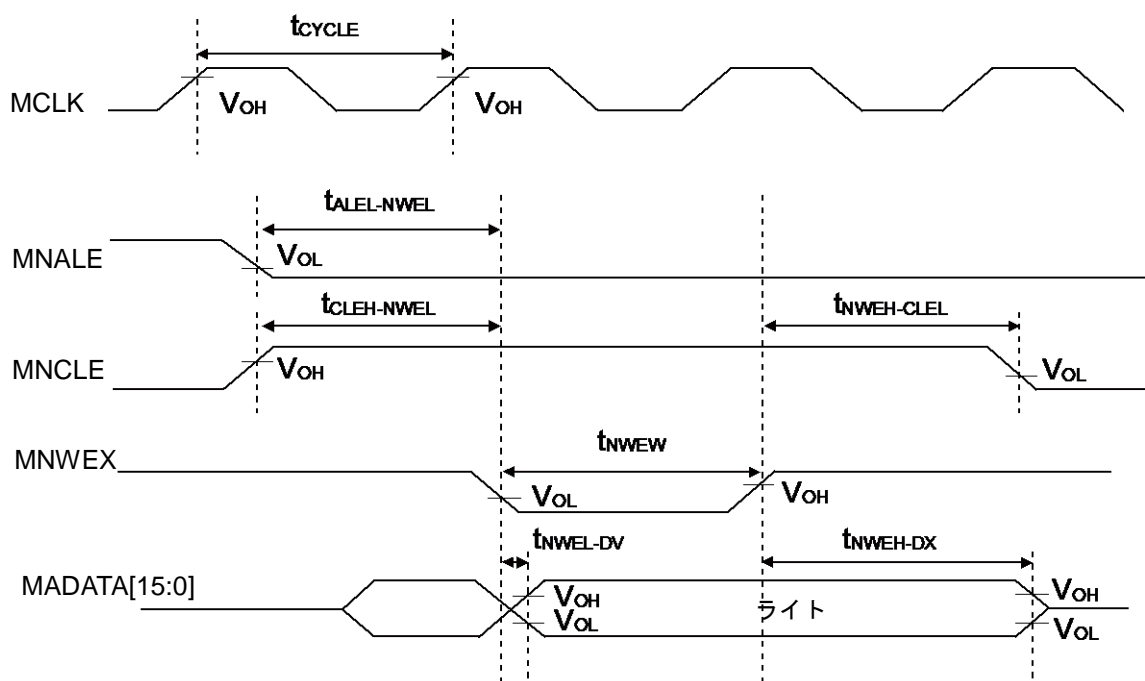 tCYCLE
MCLK
VOH
VOH
tALEL-NWEL
MNALE
VOL
tCLEH-NWEL
tNWEH-CLEL
MNCLE
VOH
VOL
tNWEW
MNWEX
VOL
VOH
tNWEL-DV
tNWEH-DX
MADATA[15:0]
VOH
VOL
ライト
VOH
VOL